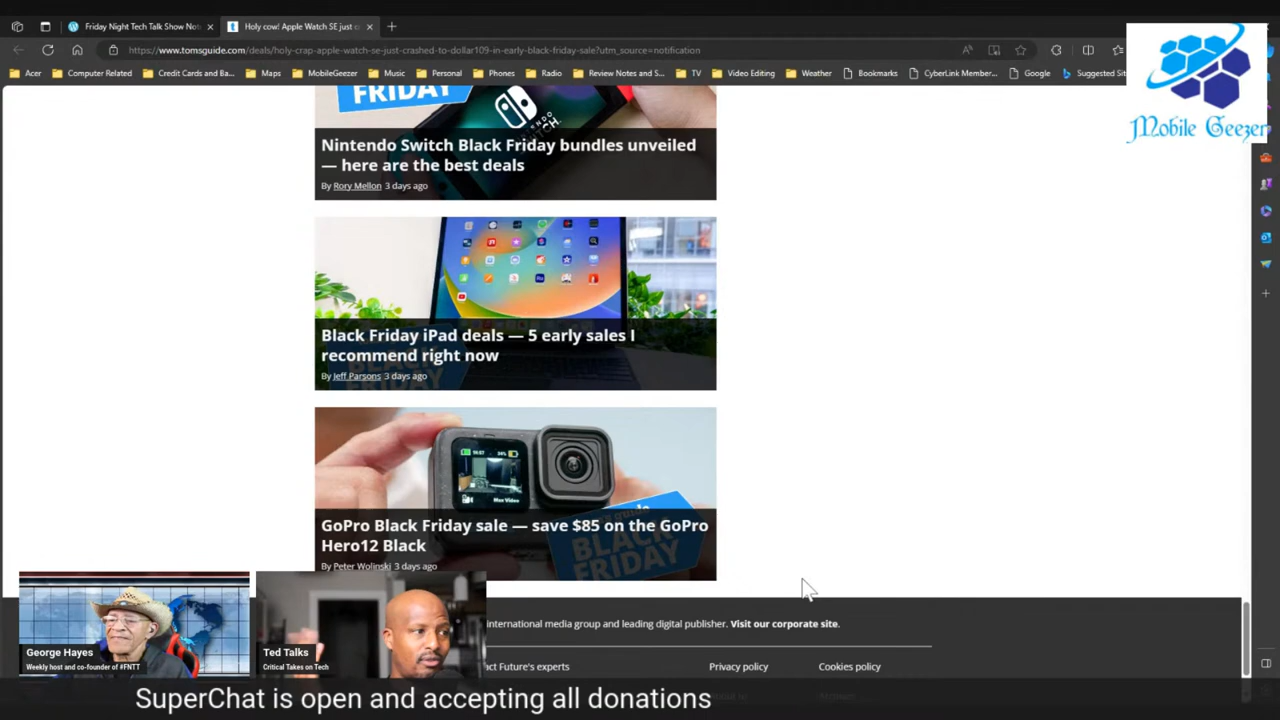 Friday Night Tech Talk Show Not
Holy cow! Apple Watch SE just c
https://www.tomsguide.com/deals/holy-crap-apple-watch-se-just-crashed-to-dollar109-in-early-black-friday-sale?utm_source=notification
Acer
Computer Related
Credit Cards and Ba...
Maps
MobileGeezer
Music
Personal
Phones
Radio
Review Notes and S...
TV
Video Editing
Weather
Bookmarks
CyberLink Member...
Google
Suggested Sit
Mobile Geezer
FRIDAY
NINTENDO
SWITCH
Nintendo Switch Black Friday bundles unveiled
— here are the best deals
By Rory Mellon 3 days ago
Black Friday iPad deals — 5 early sales I
recommend right now
By Jeff Parsons 3 days ago
GoPro Black Friday sale — save $85 on the GoPro
Hero12 Black
By Peter Wolinski 3 days ago
international media group and leading digital publisher. Visit our corporate site.
ct Future's experts
Privacy policy
Cookies policy
George Hayes
Weekly host and co-founder of #FNTT
Ted Talks
Critical Takes on Tech
SuperChat is open and accepting all donations